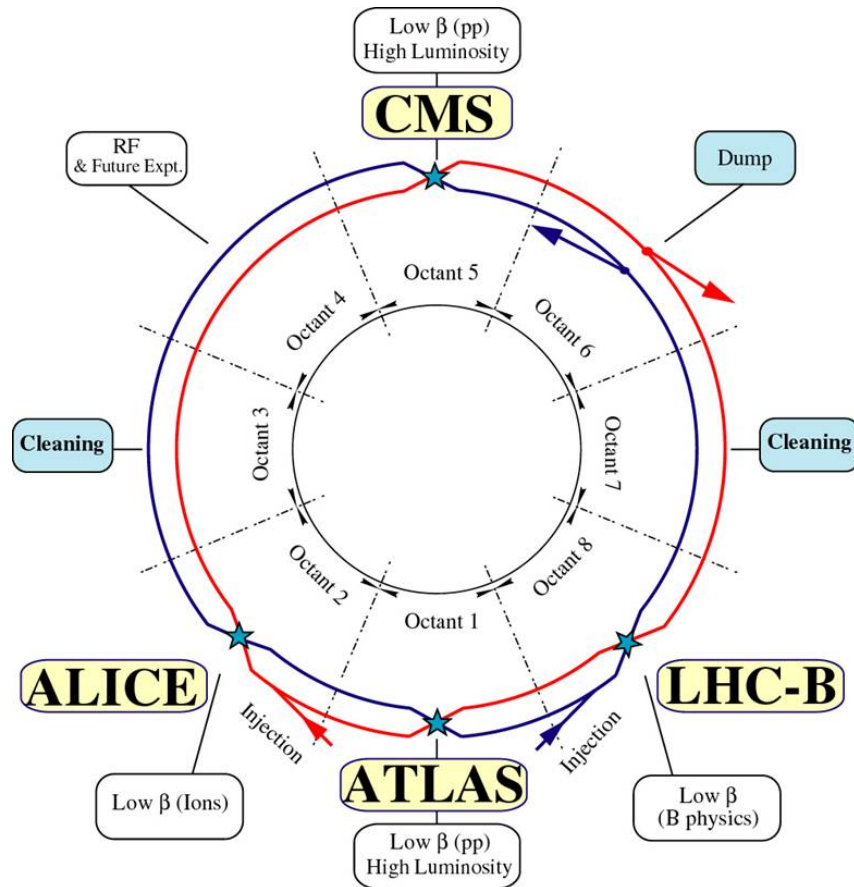 Low β (pp)
High Luminosity
CMS
RF
& Future Expt.
Dump
Octant 5
Octant 4
Octant 6
Cleaning
Octant 3
Octant 7
Cleaning
Octant 2
Octant 8
Octant 1
ALICE
LHC-B
Injection
Injection
ATLAS
Low β (Ions)
Low β (pp)
High Luminosity
Low β
(B physics)